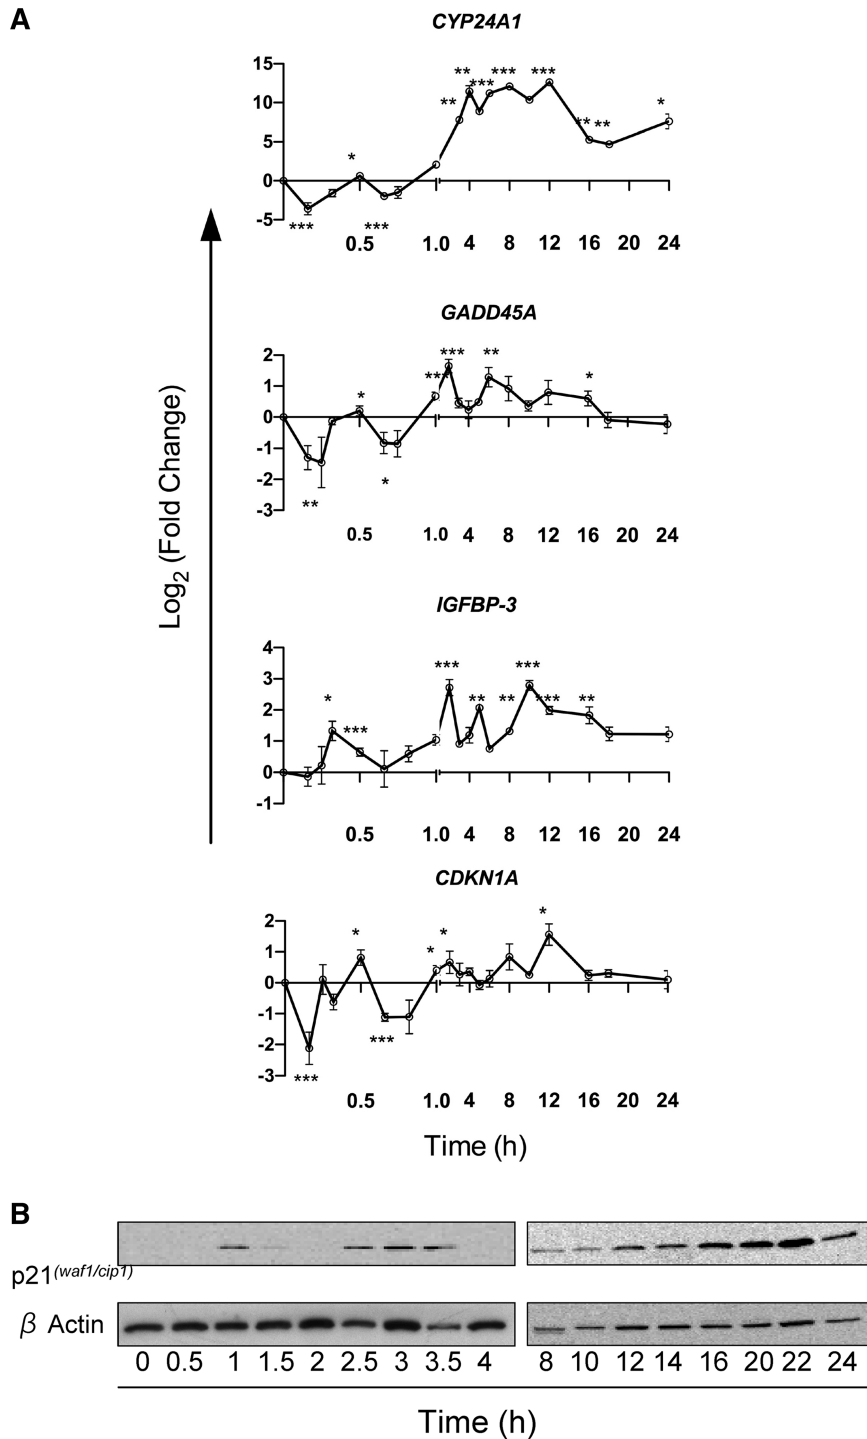 A
CYP24A1
15
** *** ***
10
** ***
5
* ** ** *
0
-5
*** ***
0.5 1.0 4 8 12 16 20 24
GADD45A
2
*** **
1
* *** *
0
-1
-2
*
-3
**
0.5 1.0 4 8 12 16 20 24
Log2 (Fold Change)
IGFBP-3
4
*** ***
3
* *** ** ** *** **
2
1
0
-1
0.5 1.0 4 8 12 16 20 24
CDKN1A
2
* * * *
1
0
-1
***
-2
-3
***
0.5 1.0 4 8 12 16 20 24
Time (h)
B
p21(waf1/cip1)
β Actin
0 0.5 1 1.5 2 2.5 3 3.5 4 8 10 12 14 16 20 22 24
Time (h)